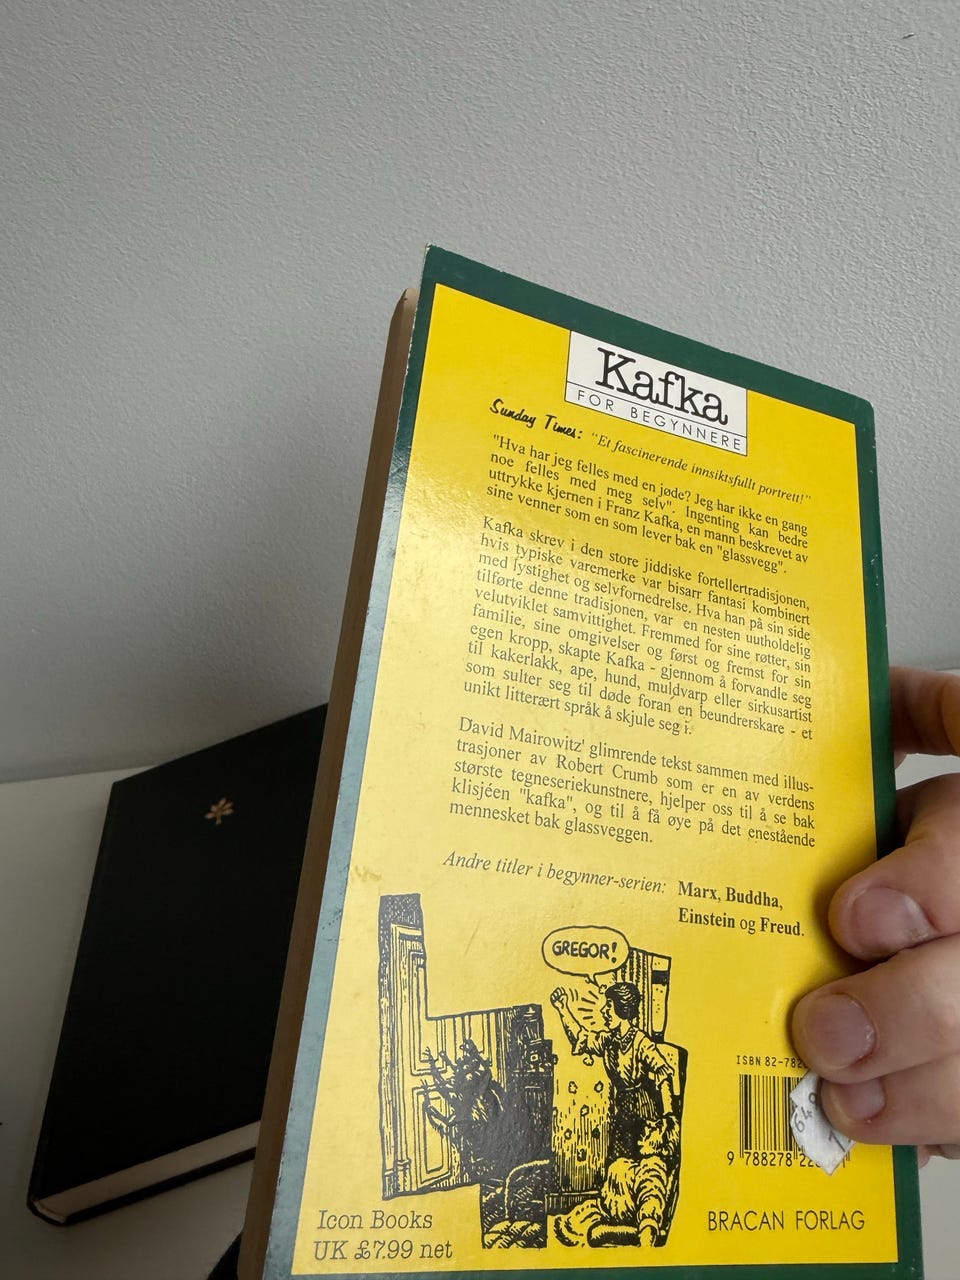 Kafka
FOR BEGYNNERE
Sunday Times: "Et fascinerende innsiktsfullt portrett!"
"Hva har jeg felles med en jøde? Jeg har ikke en gang
noe felles med meg selv". Ingenting kan bedre
uttrykke kjernen i Franz Kafka, en mann beskrevet av
sine venner som en som lever bak en "glassvegg".
Kafka skrev i den store jiddiske fortellertradisjonen,
hvis typiske varemerke var bisarr fantasi kombinert
med lystighet og selvfornedrelse. Hva han på sin side
tilførte denne tradisjonen, var en nesten uutholdelig
velutviklet samvittighet. Fremmed for sine røtter, sin
familie, sine omgivelser og først og fremst for sin
egen kropp, skapte Kafka - gjennom å forvandle seg
til kakerlakk, ape, hund, muldvarp eller sirkusartist
som sulter seg til døde foran en beundrerskare - et
unikt litterært språk å skjule seg i.
David Mairowitz' glimrende tekst sammen med illus-
trasjoner av Robert Crumb som er en av verdens
største tegneseriekunstnere, hjelper oss til å se bak
klisjéen "kafka", og til å få øye på det enestående
mennesket bak glassveggen.
Andre titler i begynner-serien: Marx, Buddha,
Einstein og Freud.
GREGOR!
ISBN 82-782
9 788278 22
Icon Books
UK £7.99 net
BRACAN FORLAG